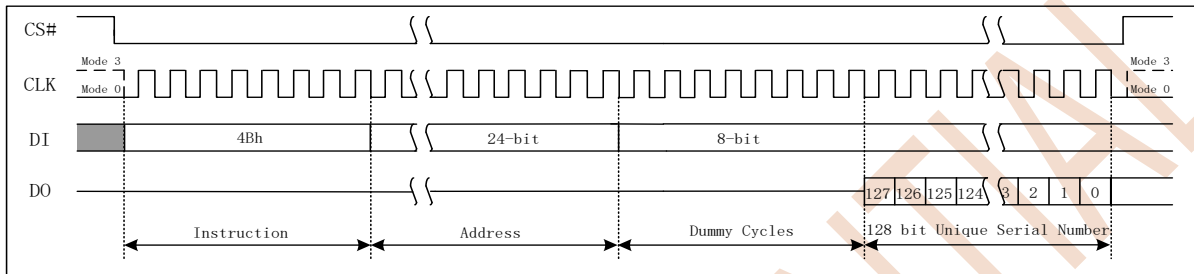 CS#
Mode 3
Mode 3
CLK
Mode 0
Mode 0
DI
4Bh
24-bit
8-bit
DO
127 126 125 124 3 2 1 0
Instruction
Address
Dummy Cycles
128 bit Unique Serial Number
NTIAL